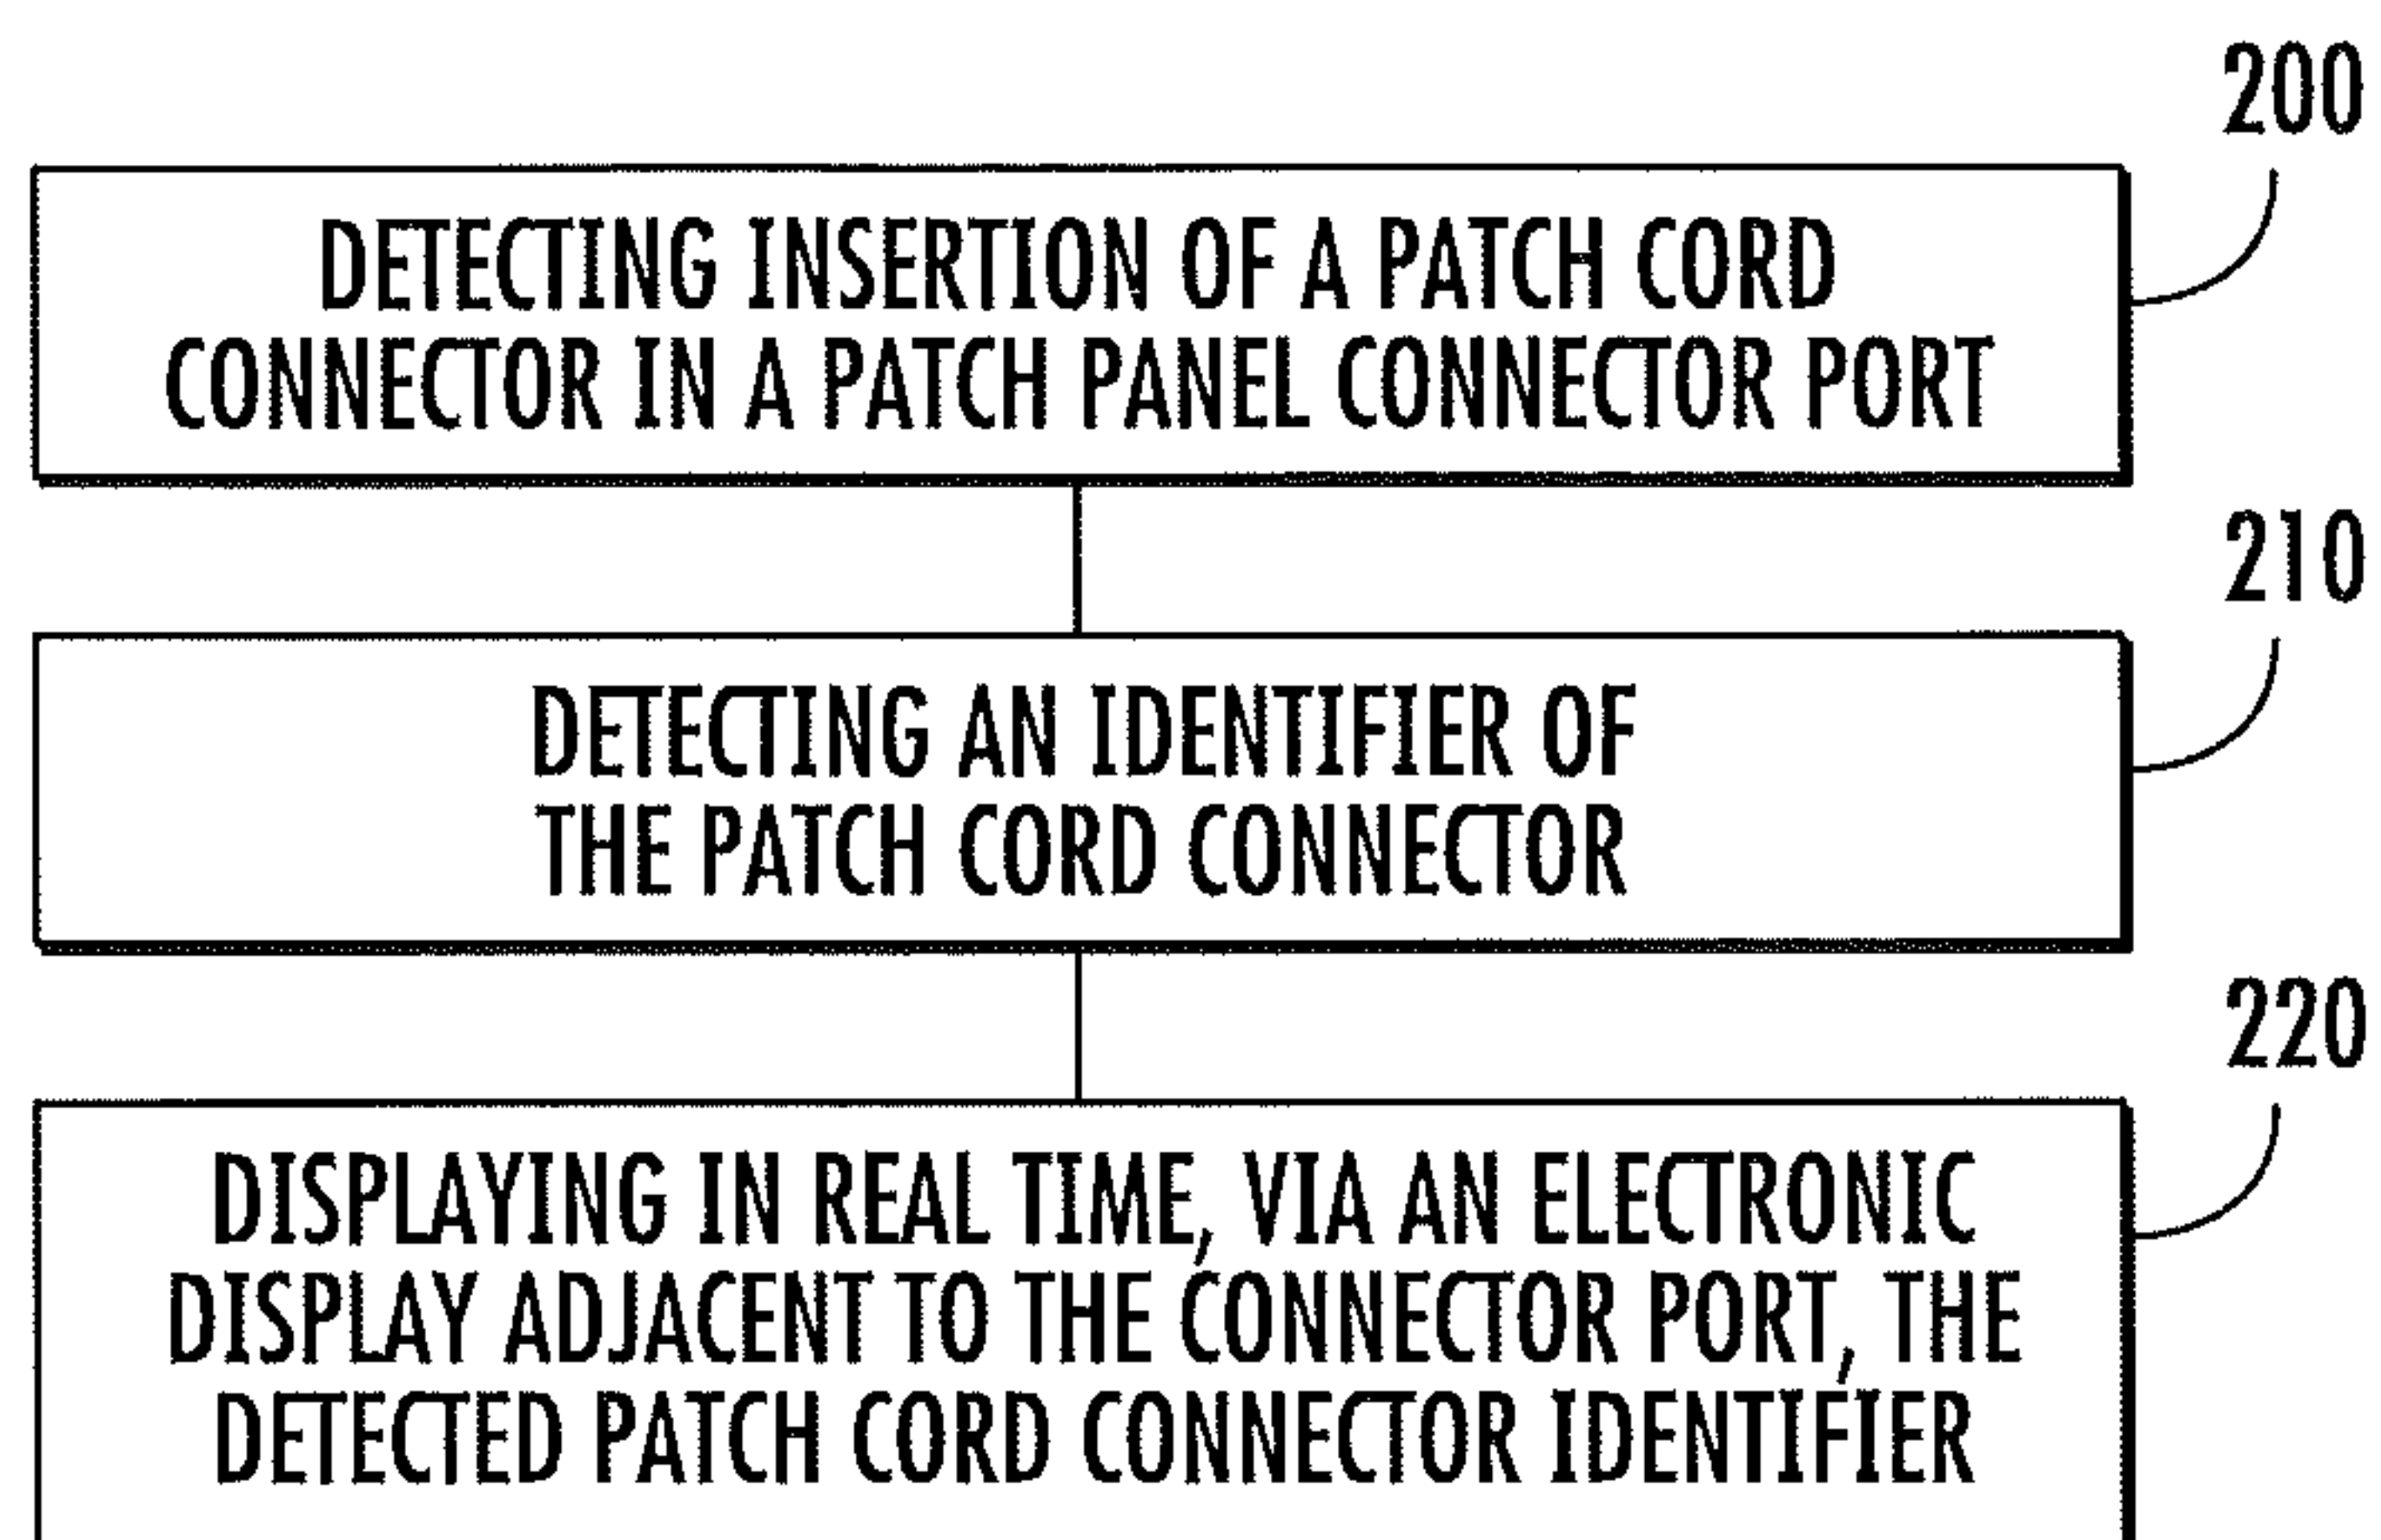 200
DETECTING INSERTION OF A PATCH CORD
CONNECTOR IN A PATCH PANEL CONNECTOR PORT
210
DETECTING AN IDENTIFIER OF
THE PATCH CORD CONNECTOR
220
DISPLAYING IN REAL TIME, VIA AN ELECTRONIC
DISPLAY ADJACENT TO THE CONNECTOR PORT, THE
DETECTED PATCH CORD CONNECTOR IDENTIFIER